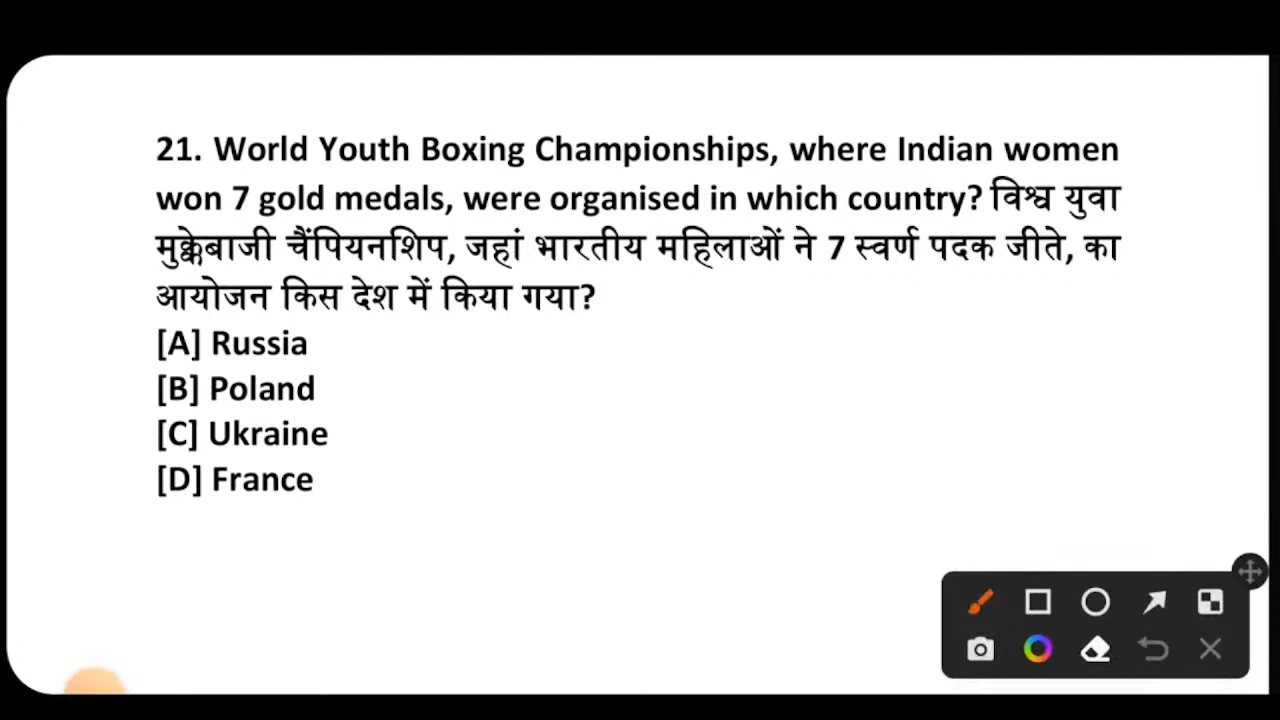 21. World Youth Boxing Championships, where Indian women
won 7 gold medals, were organised in which country? विश्व युवा
मुक्केबाजी चैंपियनशिप, जहां भारतीय महिलाओं ने 7 स्वर्ण पदक जीते, का
आयोजन किस देश में किया गया?
[A] Russia
[B] Poland
[C] Ukraine
[D] France